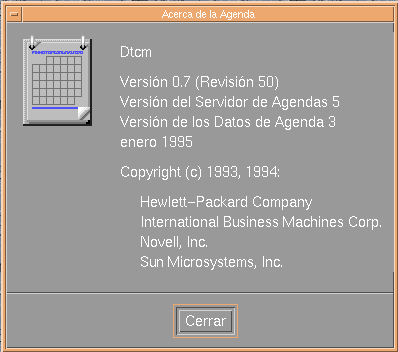 Acerca de la Agenda
Dtcm
Versión 0.7 (Revisión 50)
Versión del Servidor de Agendas 5
Versión de los Datos de Agenda 3
enero 1995
Copyright (c) 1993, 1994:
Hewlett-Packard Company
International Business Machines Corp.
Novell, Inc.
Sun Microsystems, Inc.
Cerrar